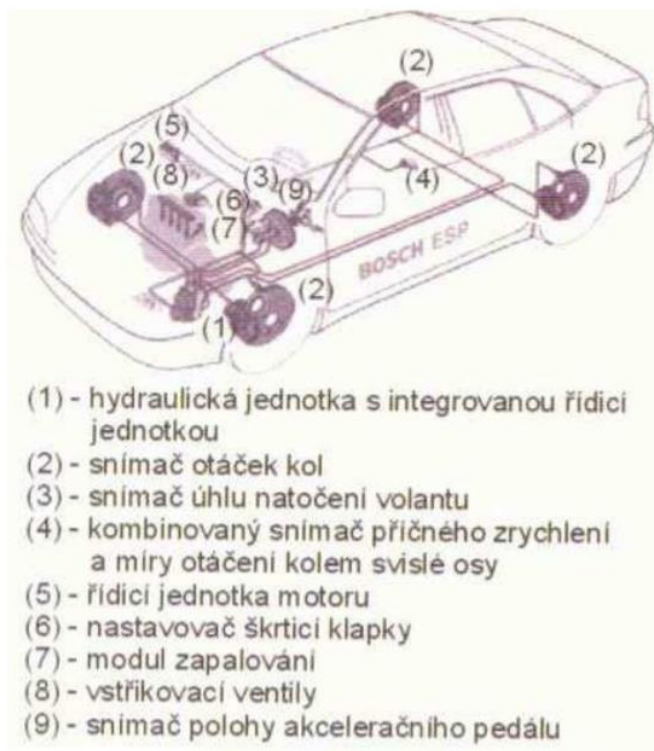 (2)
(5)
(2)
(8)
(3)
(9)
(6)
(7)
(4)
(2)
BOSCH ESP
(2)
(1)
(1) - hydraulická jednotka s integrovanou řídicí
jednotkou
(2) - snímač otáček kol
(3) - snímač úhlu natočení volantu
(4) - kombinovaný snímač příčného zrychlení
a míry otáčení kolem svislé osy
(5) - řídicí jednotka motoru
(6) - nastavovač škrticí klapky
(7) - modul zapalování
(8) - vstřikovací ventily
(9) - snímač polohy akceleračního pedálu